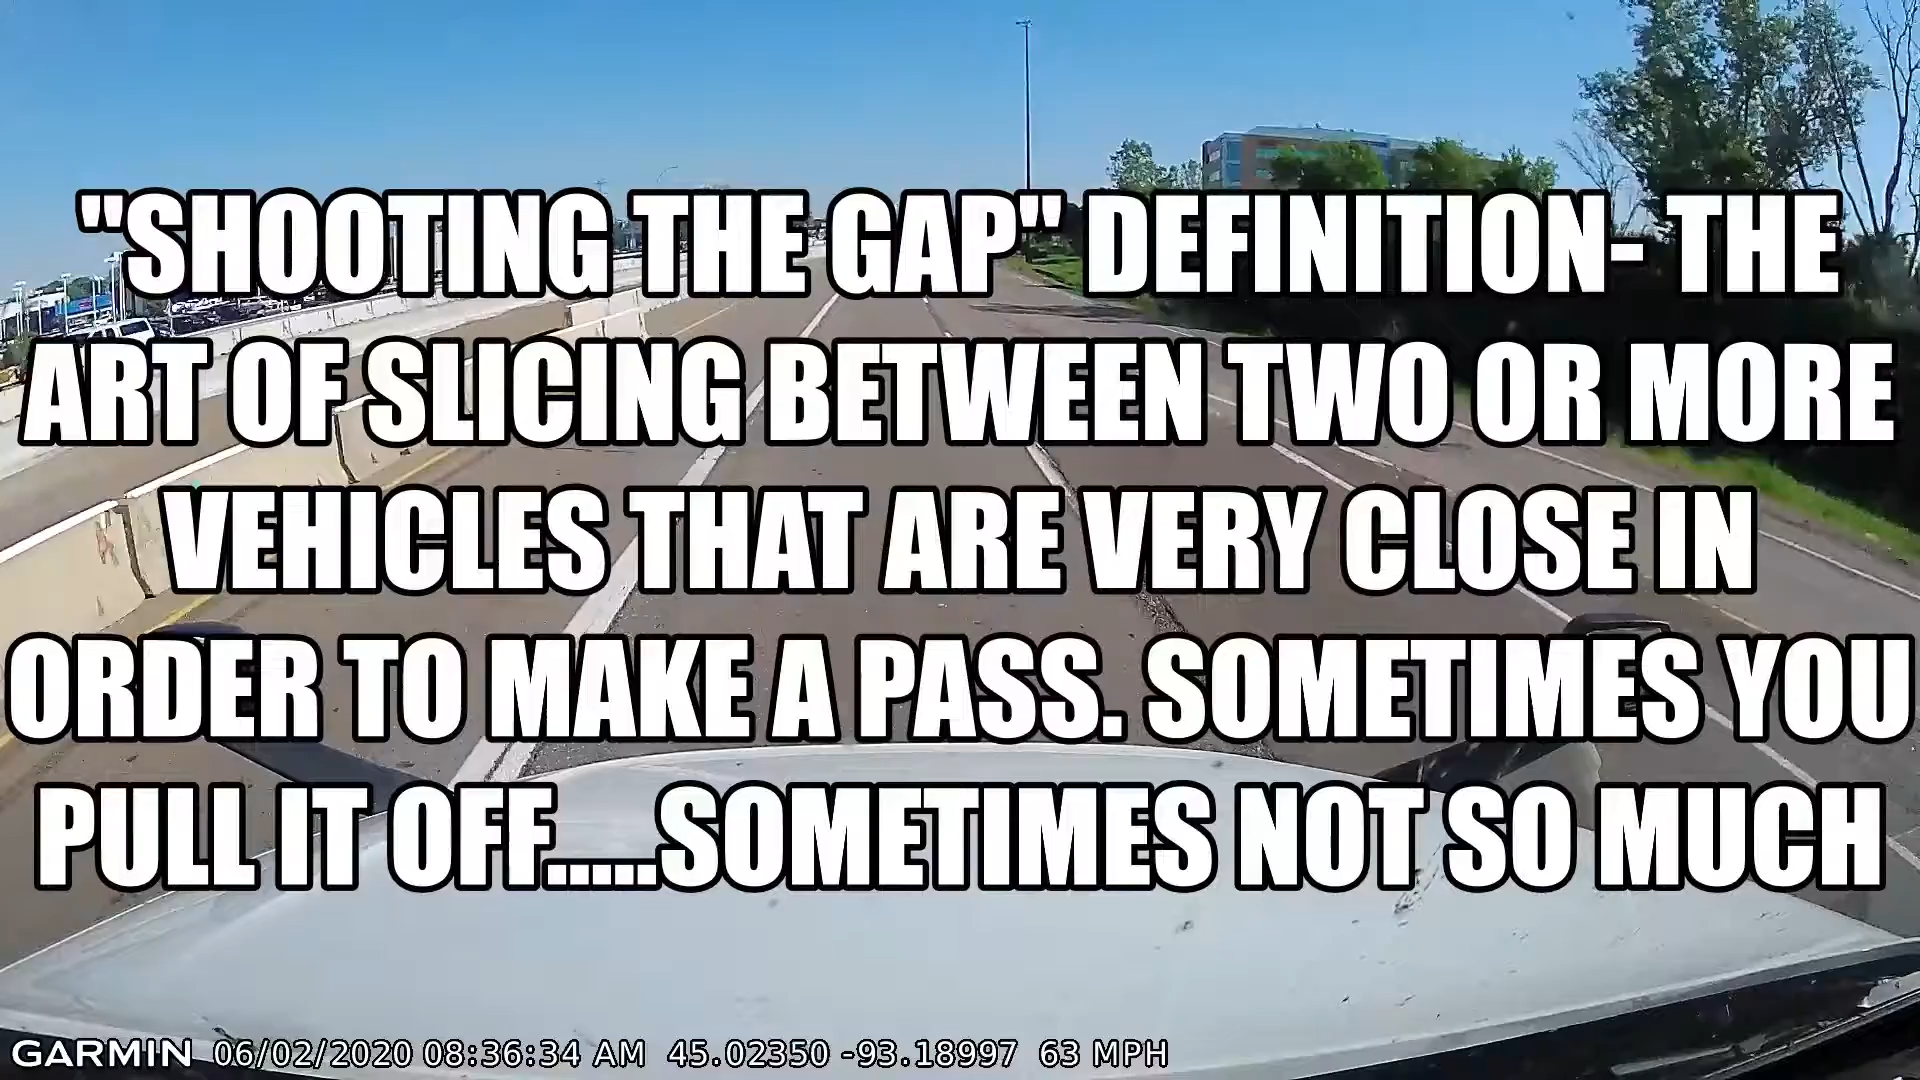 "SHOOTING THE GAP" DEFINITION- THE
ART OF SLICING BETWEEN TWO OR MORE
VEHICLES THAT ARE VERY CLOSE IN
ORDER TO MAKE A PASS. SOMETIMES YOU
PULL IT OFF.....SOMETIMES NOT SO MUCH
GARMIN 06/02/2020 08:36:34 AM 45.02350 -93.18997 63 MPH